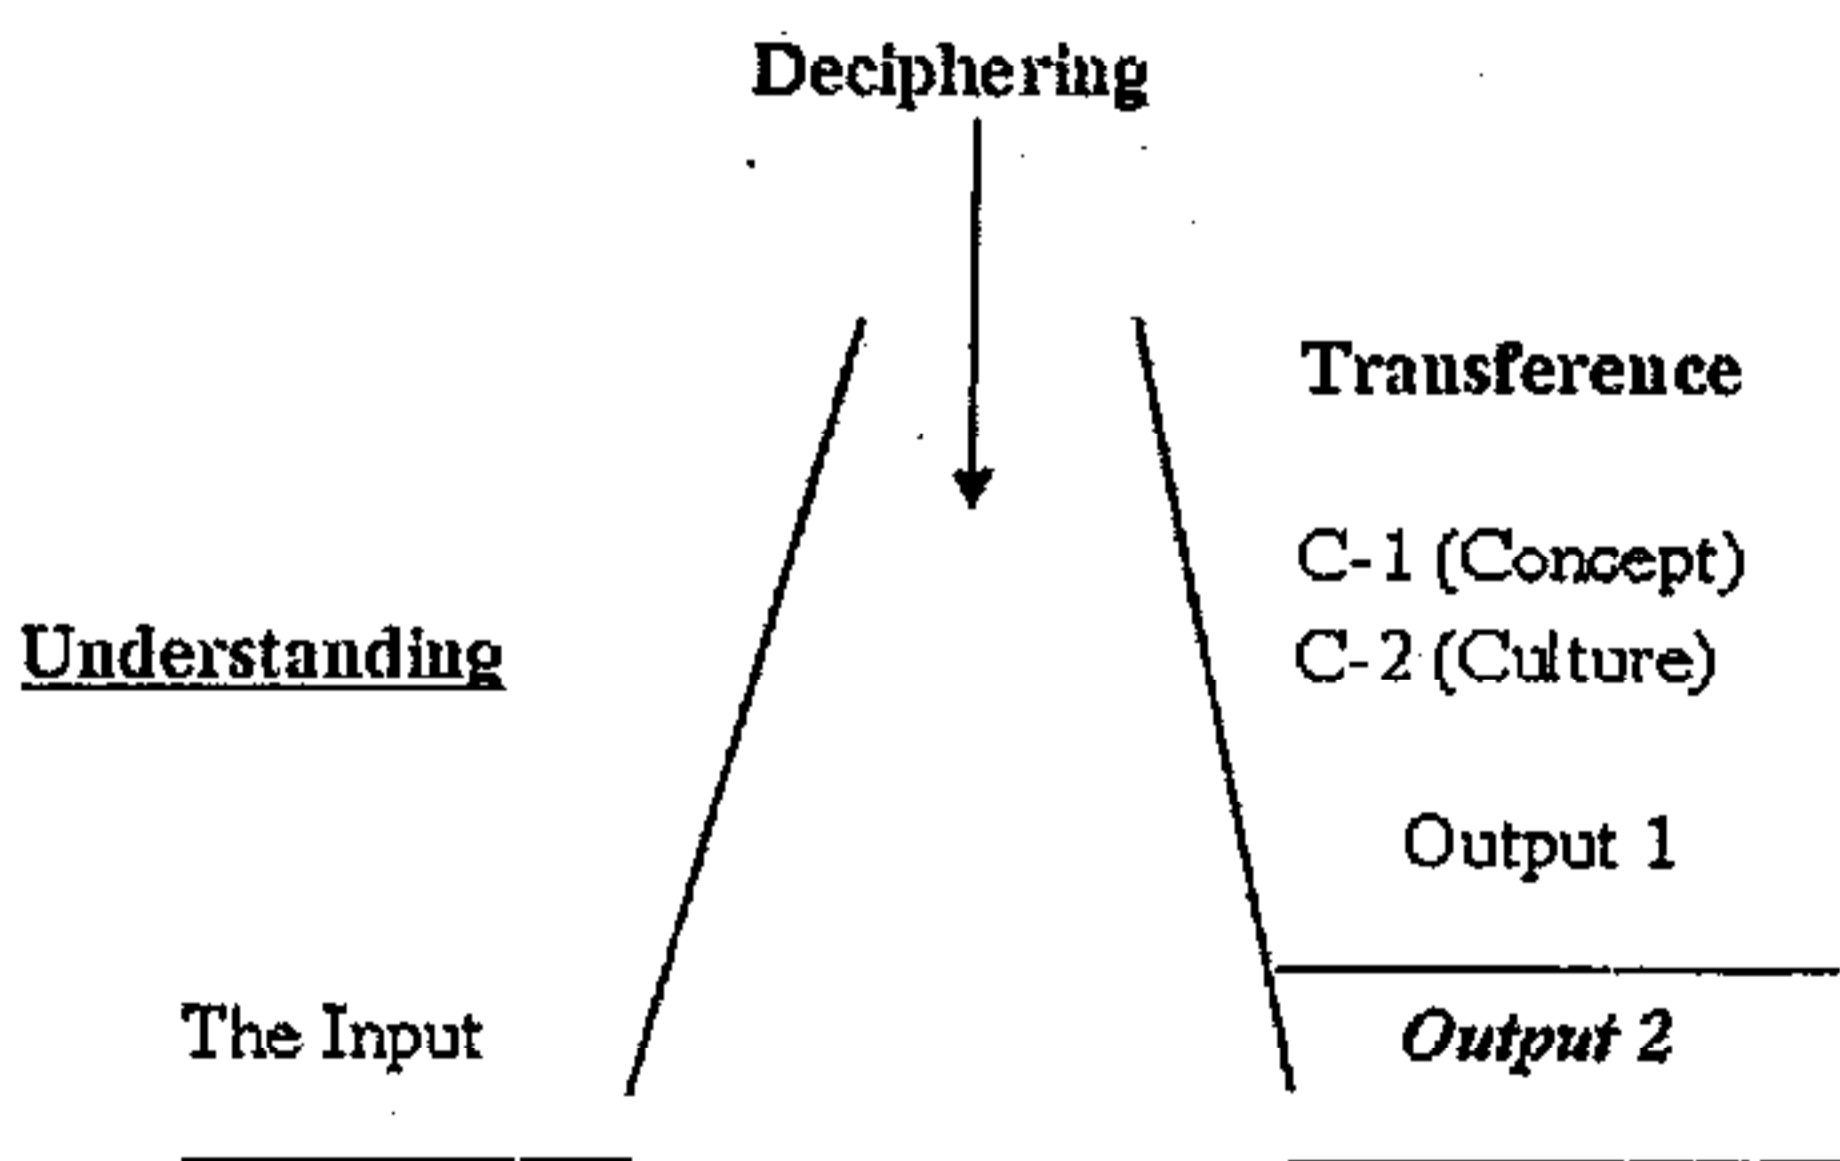 Deciphering
Transference
C-1 (Concept)
Understanding
C-2 (Culture)
Output 1
The Input
Output 2